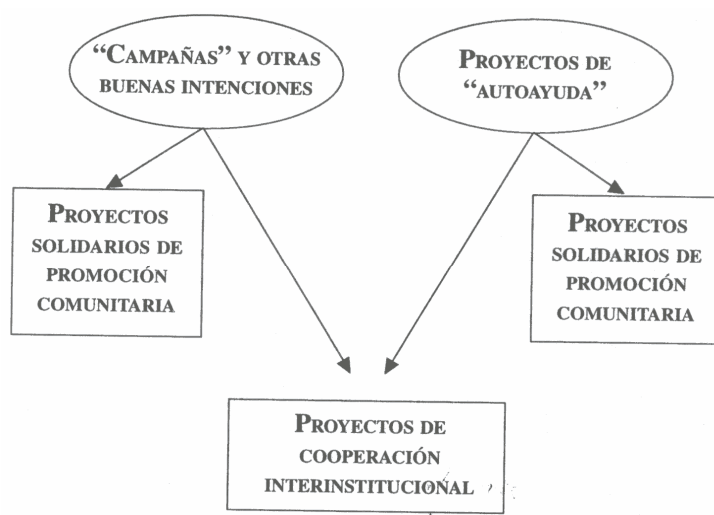 “CAMPAÑAS” Y OTRAS
BUENAS INTENCIONES
PROYECTOS DE
“AUTOAYUDA”
PROYECTOS
SOLIDARIOS DE
PROMOCIÓN
COMUNITARIA
PROYECTOS
SOLIDARIOS DE
PROMOCIÓN
COMUNITARIA
PROYECTOS DE
COOPERACIÓN
INTERINSTITUCIONAL